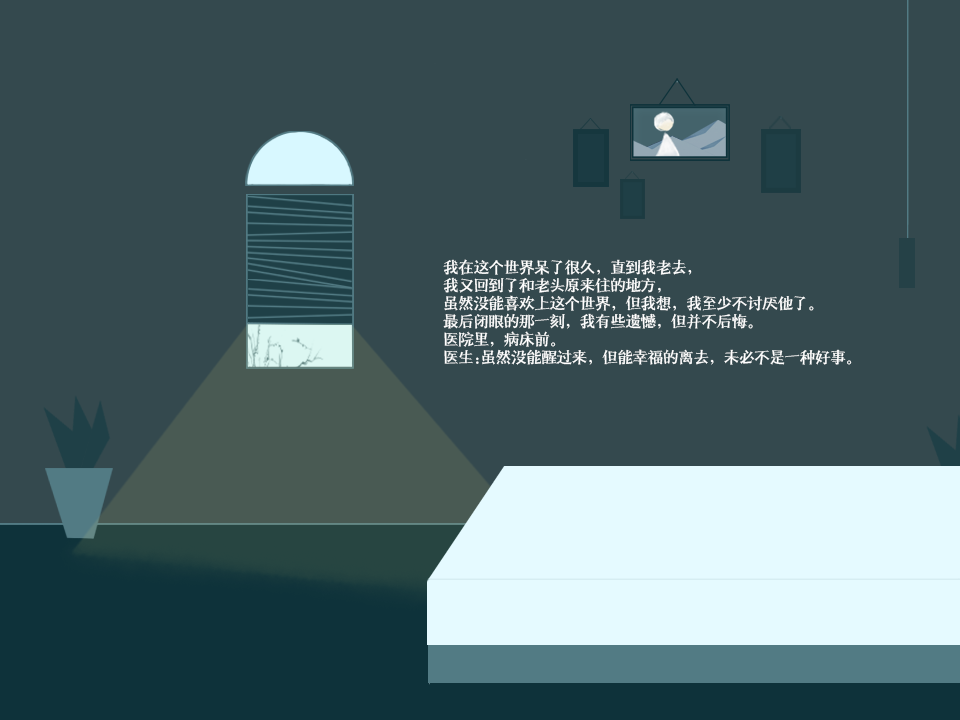 我在这个世界呆了很久，直到我老去，
我又回到了和老头原来住的地方，
虽然没能喜欢上这个世界，但我想，我至少不讨厌他了。
最后闭眼的那一刻，我有些遗憾，但并不后悔。
医院里，病床前。
医生:虽然没能醒过来，但能幸福的离去，未必不是一种好事。